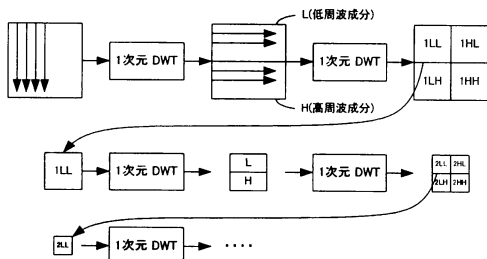 L(低周波成分)
1次元 DWT
1次元 DWT
1LL
1HL
1LH
1HH
H(高周波成分)
1LL
1次元 DWT
L
H
1次元 DWT
2LL
2HL
2LH
2HH
2LL
1次元 DWT
····